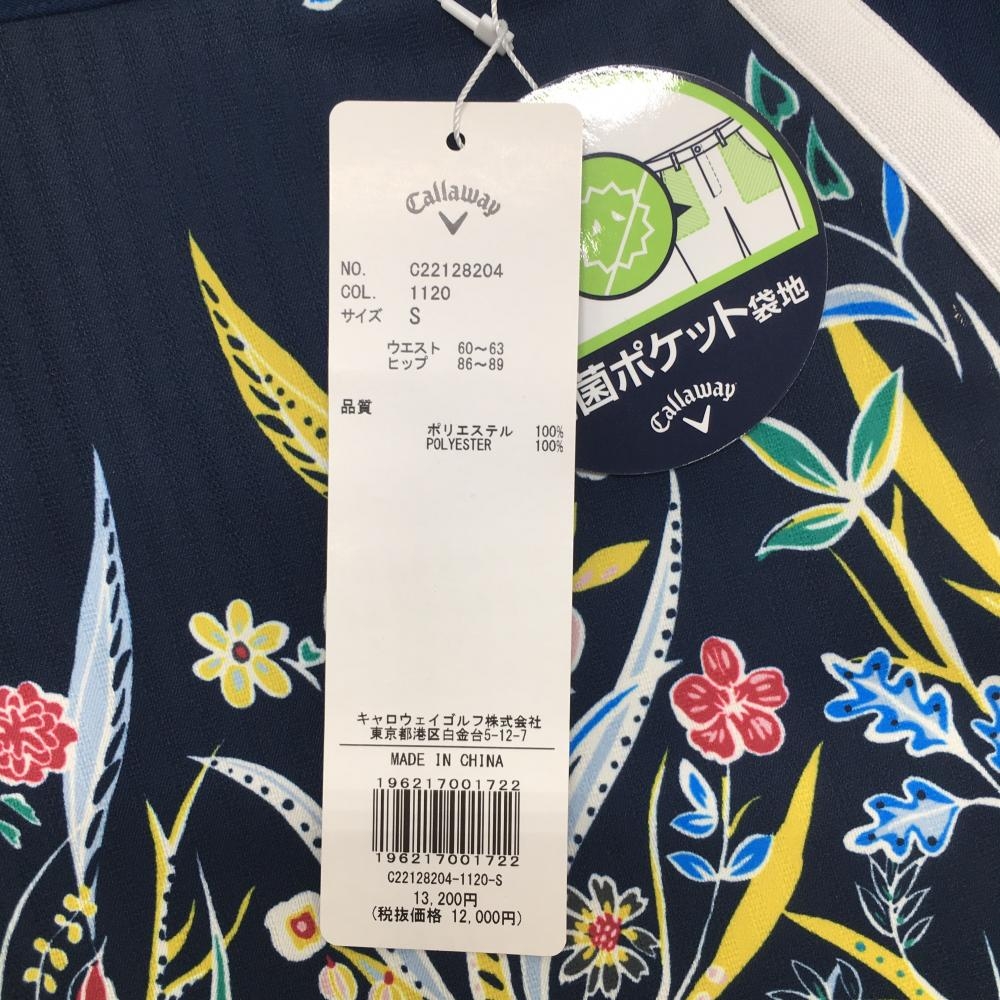 Callaway
NO. C22128204
COL. 1120
サイズ S
ウエスト 60～63
ヒップ 86～89
品質
ポリエステル 100%
POLYESTER 100%
キャロウェイゴルフ株式会社
東京都港区白金台5-12-7
MADE IN CHINA
196217001722
196217001722
C22128204-1120-S
13,200円
(税抜価格 12,000円)
菌ポケット袋地
Callaway